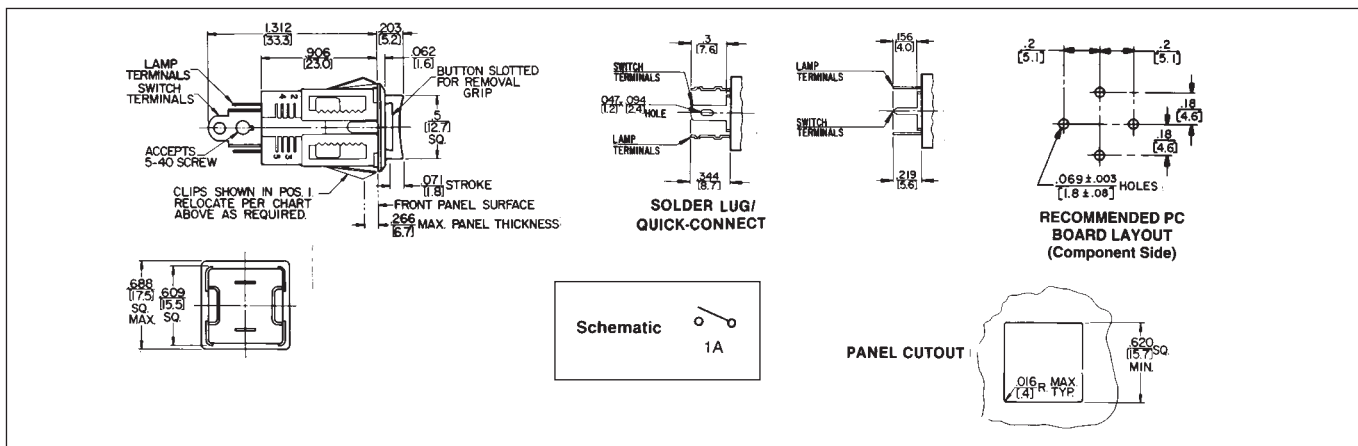 1.312
[33.3]
.203
[5.2]
.906
[23.0]
.062
[1.6]
LAMP
TERMINALS
SWITCH
TERMINALS
BUTTON SLOTTED
FOR REMOVAL
GRIP
.5
[12.7]
SQ.
ACCEPTS
5-40 SCREW
.071
[1.8] STROKE
CLIPS SHOWN IN POS. 1.
RELOCATE PER CHART
ABOVE AS REQUIRED.
FRONT PANEL SURFACE
.266
[6.7] MAX. PANEL THICKNESS
.3
[7.6]
SWITCH
TERMINALS
.047 x .094
[1.2] [2.4] HOLE
LAMP
TERMINALS
.344
[8.7]
SOLDER LUG/
QUICK-CONNECT
.156
[4.0]
LAMP
TERMINALS
SWITCH
TERMINALS
.219
[5.6]
.2
[5.1]
.2
[5.1]
.18
[4.6]
.18
[4.6]
.069 ±.003
[1.8 ±.08] HOLES
RECOMMENDED PC
BOARD LAYOUT
(Component Side)
.688
[17.5]
SQ.
MAX.
.609
[15.5]
SQ.
Schematic
1A
PANEL CUTOUT
.620
[15.7] SQ.
MIN.
.016
[.4] R. MAX.
TYP.